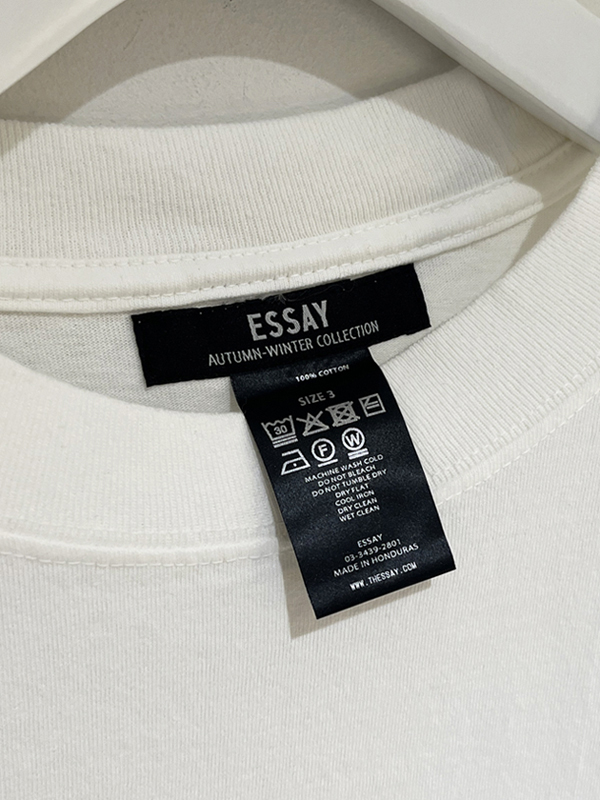 ESSAY
AUTUMN-WINTER COLLECTION
100% COTTON
SIZE 3
30
F W
MACHINE WASH COLD
DO NOT BLEACH
DO NOT TUMBLE DRY
DRY FLAT
COOL IRON
DRY CLEAN
WET CLEAN
ESSAY
03-3439-2801
MADE IN HONDURAS
WWW.THESSAY.COM